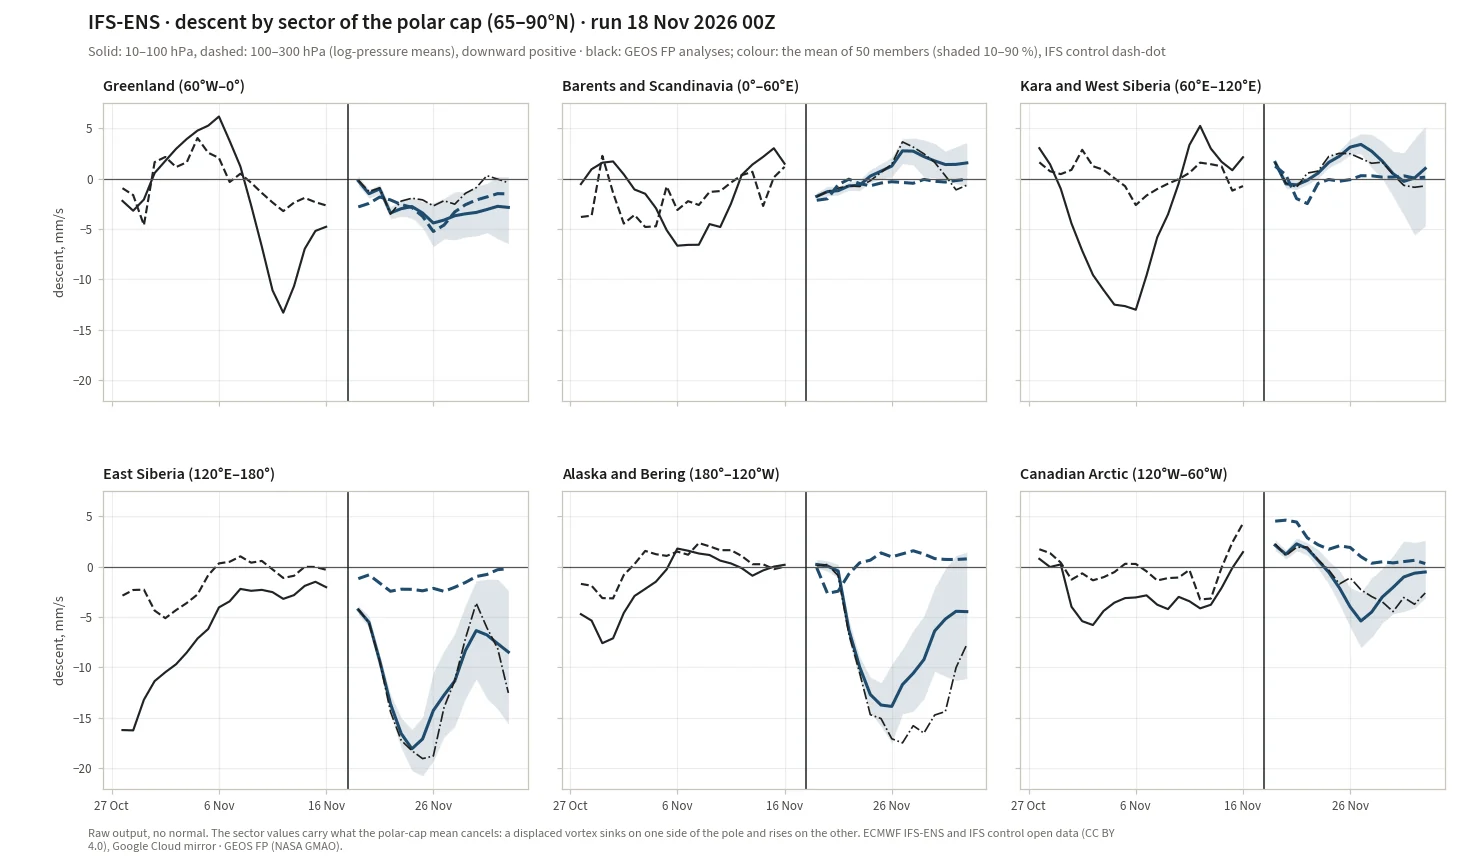 IFS-ENS · descent by sector of the polar cap (65–90°N) · run 18 Nov 2026 00Z
Solid: 10–100 hPa, dashed: 100–300 hPa (log-pressure means), downward positive · black: GEOS FP analyses; colour: the mean of 50 members (shaded 10–90 %), IFS control dash-dot
Greenland (60°W–0°)
Barents and Scandinavia (0°–60°E)
Kara and West Siberia (60°E–120°E)
5
0
−5
−10
−15
−20
descent, mm/s
East Siberia (120°E–180°)
Alaska and Bering (180°–120°W)
Canadian Arctic (120°W–60°W)
5
0
−5
−10
−15
−20
descent, mm/s
27 Oct 6 Nov 16 Nov 26 Nov
27 Oct 6 Nov 16 Nov 26 Nov
27 Oct 6 Nov 16 Nov 26 Nov
Raw output, no normal. The sector values carry what the polar-cap mean cancels: a displaced vortex sinks on one side of the pole and rises on the other. ECMWF IFS-ENS and IFS control open data (CC BY
4.0), Google Cloud mirror · GEOS FP (NASA GMAO).